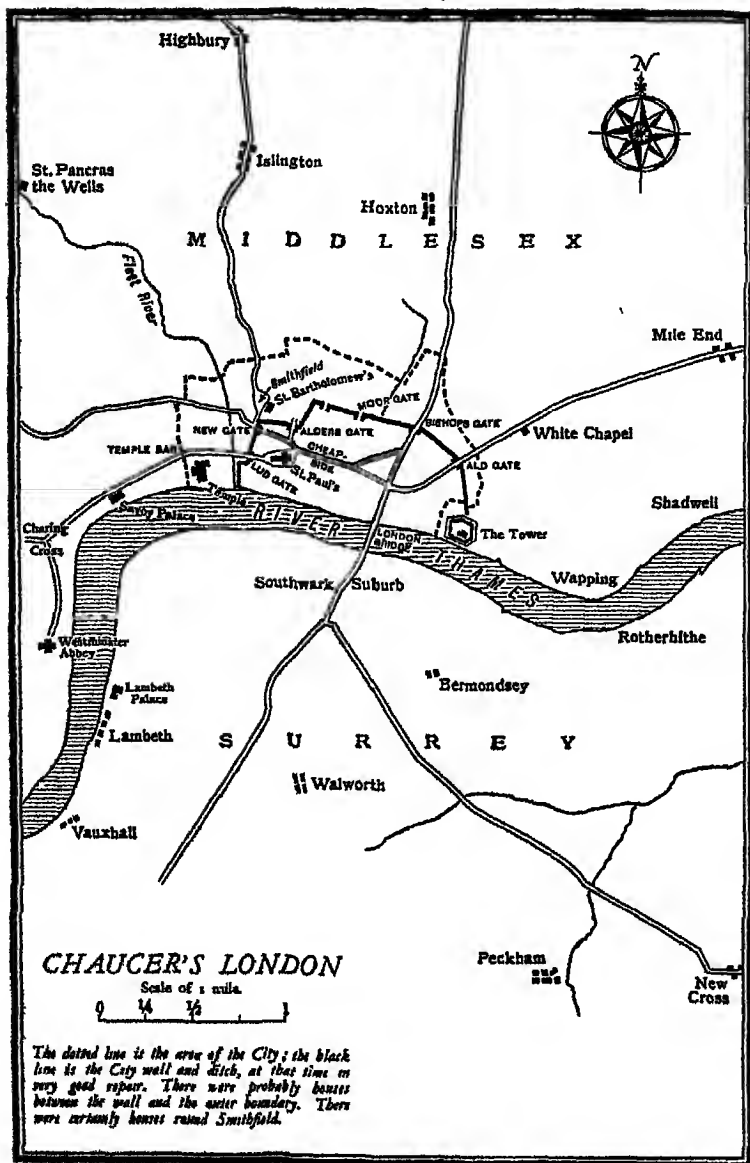 Highbury
N
Islington
St. Pancras
the Wells
Hoxton
MIDDLESEX
Fleet River
Mile End
Smithfield
St. Bartholomew's
MOOR GATE
NEW GATE
ALDERS GATE
BISHOPS GATE
White Chapel
TEMPLE BAR
CHEAP-
SIDE
ALD GATE
LUD GATE
St. Paul's
Temple
Savoy Palace
Shadwell
Charing
Cross
RIVER
LONDON
BRIDGE
THAMES
The Tower
Wapping
Southwark Suburb
Rotherhithe
Westminster
Abbey
Bermondsey
Lambeth
Palace
Lambeth
SURREY
Walworth
Vauxhall
CHAUCER'S LONDON
Scale of 1 mile.
0 ¼ ½ 1
Peckham
New
Cross
The dotted line is the area of the City; the black
line is the City wall and ditch, at that time in
very good repair. There were probably houses
between the wall and the outer boundary. There
were certainly houses round Smithfield.